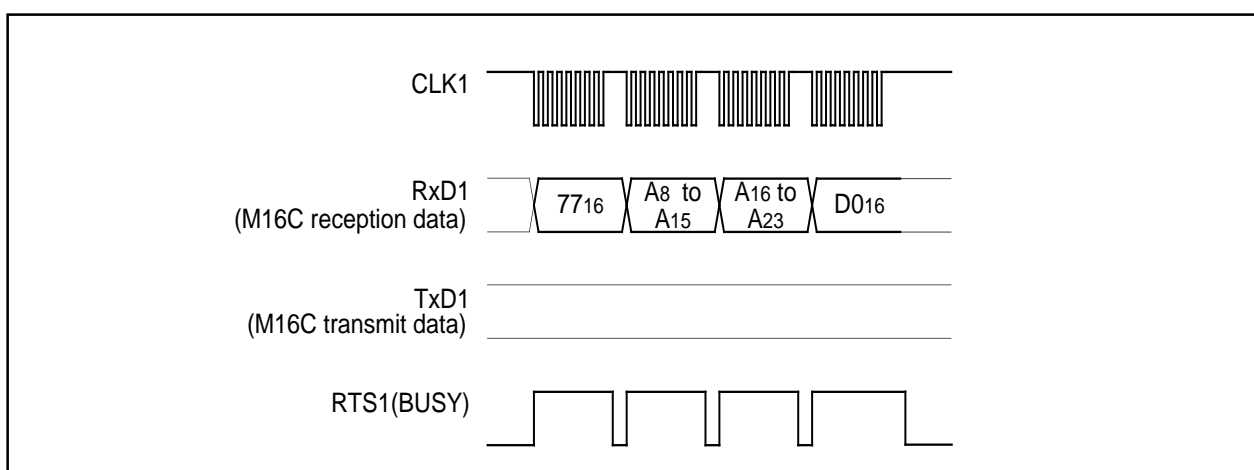 CLK1
RxD1
(M16C reception data)
7716
A8 to
A15
A16 to
A23
D016
TxD1
(M16C transmit data)
RTS1(BUSY)